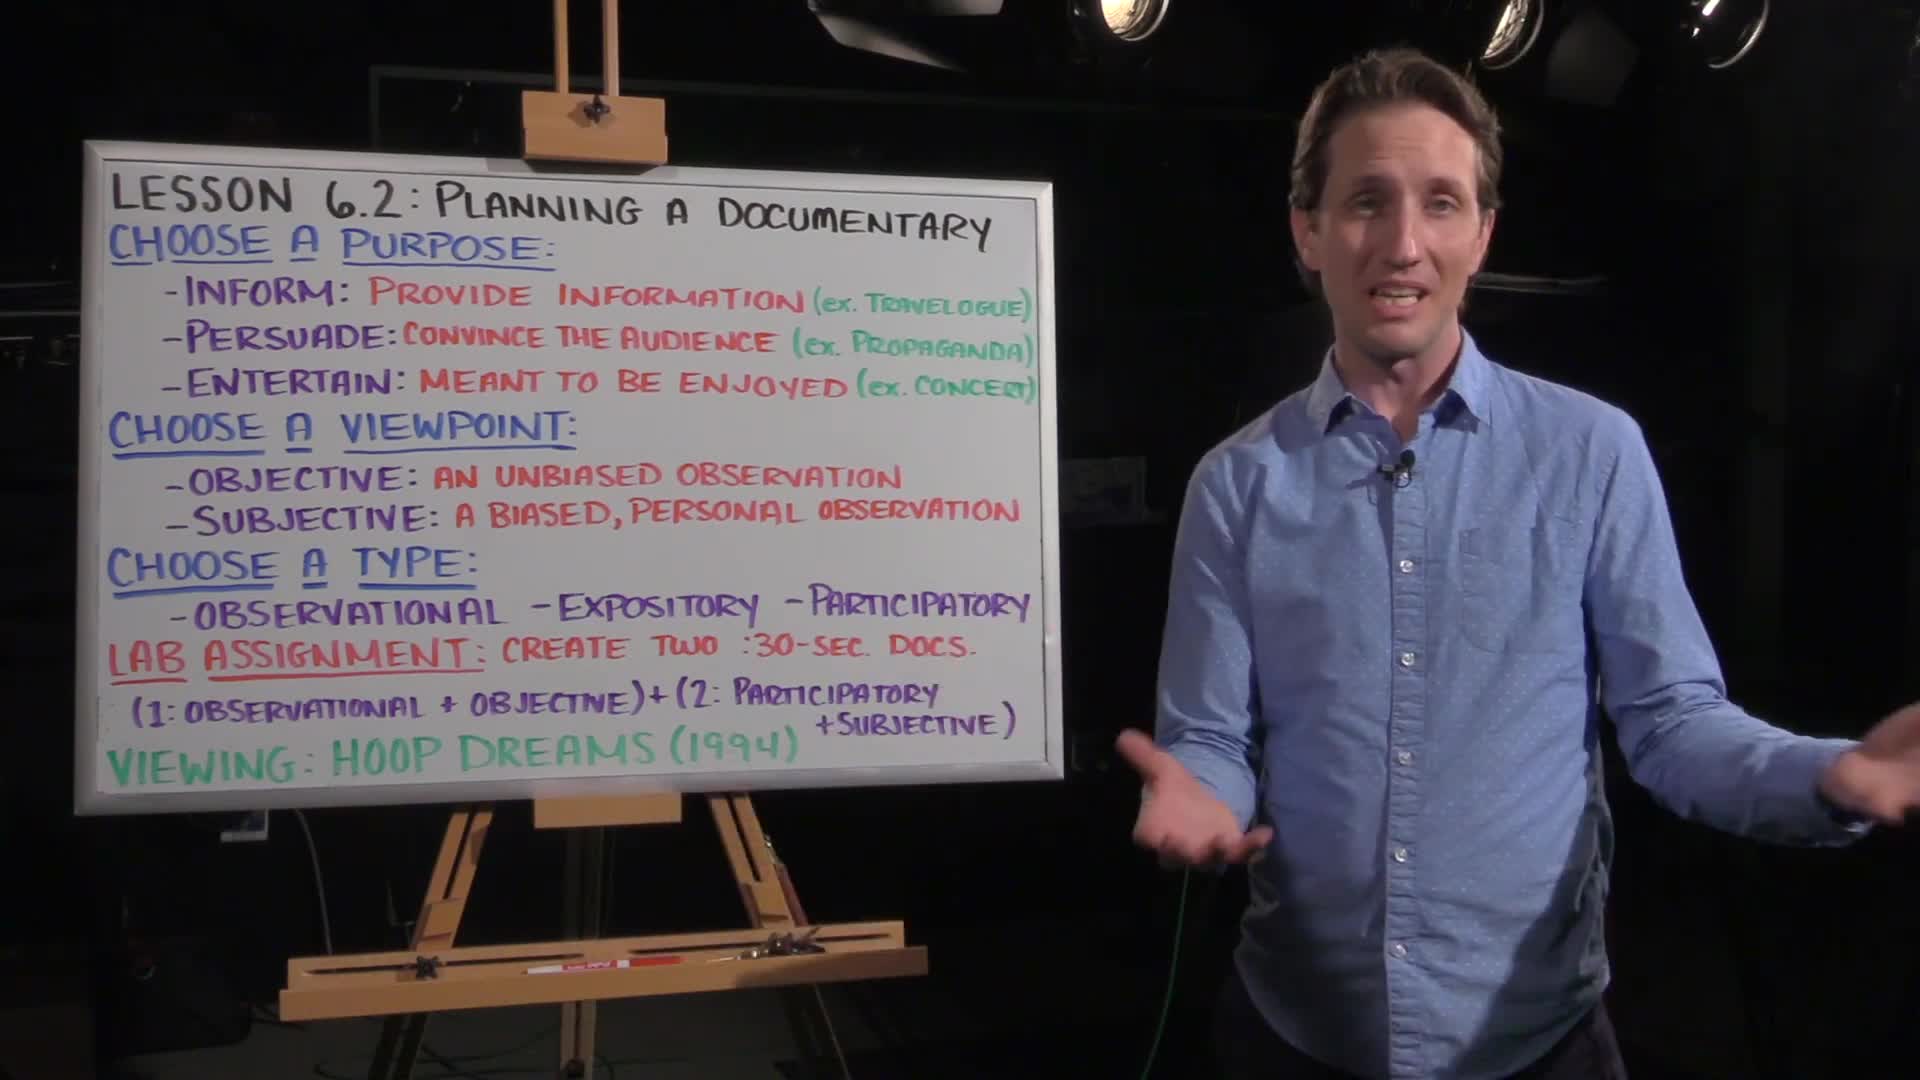 LESSON 6.2: PLANNING A DOCUMENTARY
CHOOSE A PURPOSE:
-INFORM: PROVIDE INFORMATION (ex. TRAVELOGUE)
-PERSUADE: CONVINCE THE AUDIENCE (ex. PROPAGANDA)
-ENTERTAIN: MEANT TO BE ENJOYED (ex. CONCERT)
CHOOSE A VIEWPOINT:
-OBJECTIVE: AN UNBIASED OBSERVATION
-SUBJECTIVE: A BIASED, PERSONAL OBSERVATION
CHOOSE A TYPE:
-OBSERVATIONAL -EXPOSITORY -PARTICIPATORY
LAB ASSIGNMENT: CREATE TWO :30-SEC. DOCS.
(1: OBSERVATIONAL + OBJECTIVE) + (2: PARTICIPATORY
+SUBJECTIVE)
VIEWING: HOOP DREAMS (1994)